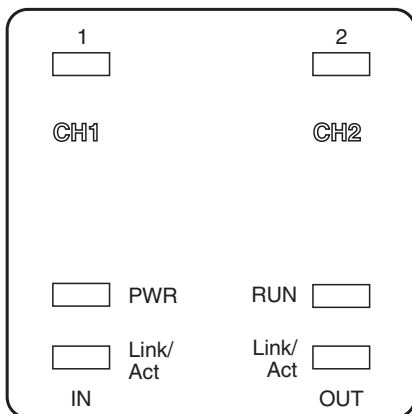 1 2
CH1 CH2
PWR RUN
Link/ Link/
Act Act
IN OUT